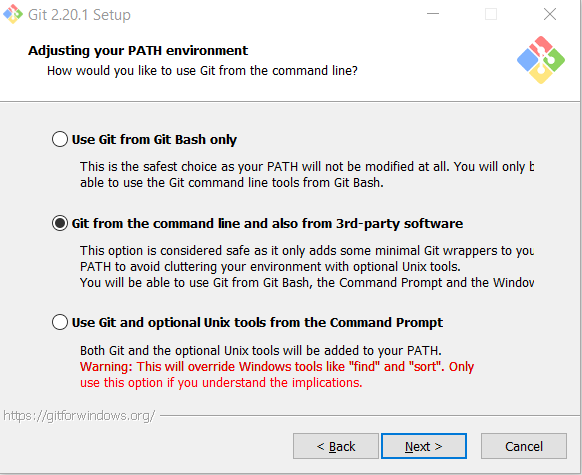 Git 2.20.1 Setup
Adjusting your PATH environment
How would you like to use Git from the command line?
Use Git from Git Bash only
This is the safest choice as your PATH will not be modified at all. You will only
able to use the Git command line tools from Git Bash.
Git from the command line and also from 3rd-party software
This option is considered safe as it only adds some minimal Git wrappers to
PATH to avoid cluttering your environment with optional Unix tools.
You will be able to use Git from Git Bash, the Command Prompt and the
Use Git and optional Unix tools from the Command Prompt
Both Git and the optional Unix tools will be added to your PATH.
Warning: This will override Windows tools like "find" and "sort". Only
use this option if you understand the implications.
https://gitforwindows.org/
< Back
Next >
Cancel